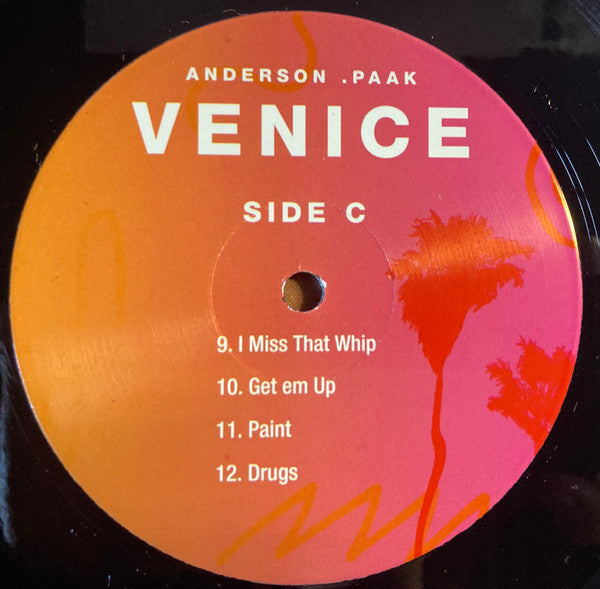 ANDERSON .PAAK
VENICE
SIDE C
9. I Miss That Whip
10. Get em Up
11. Paint
12. Drugs